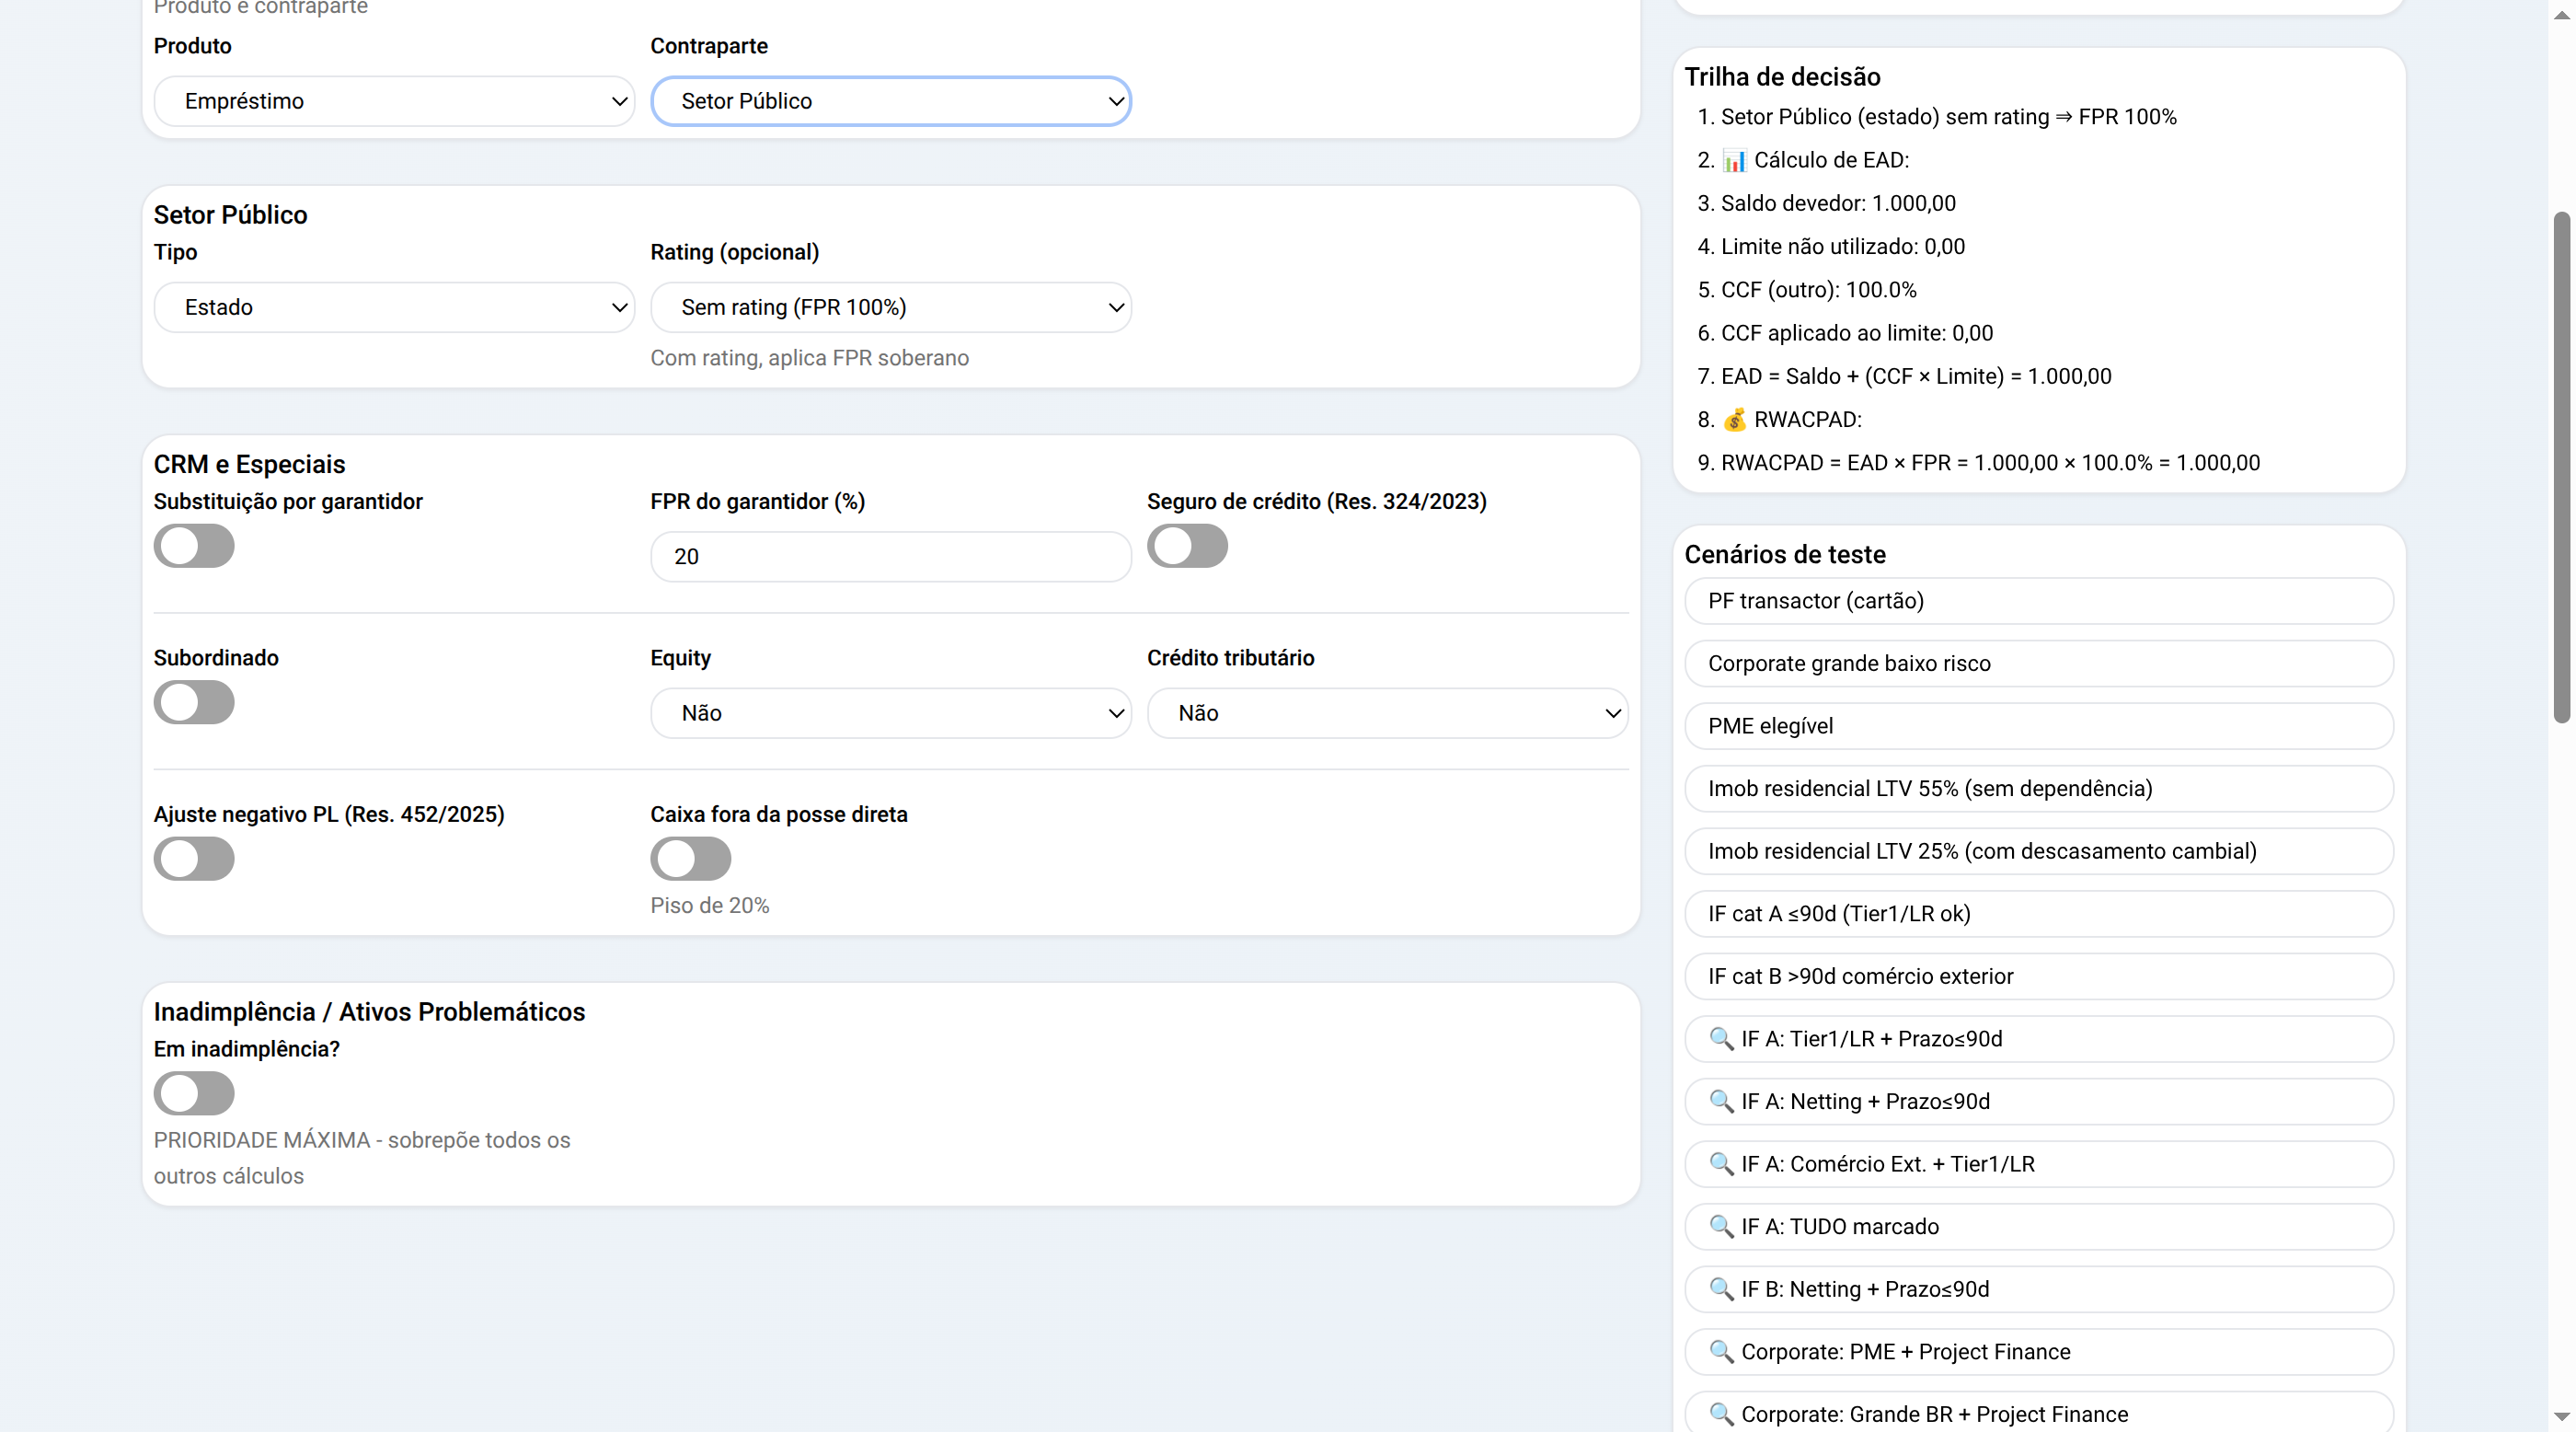 Produto e contraparte
Produto
Contraparte
Empréstimo
Setor Público
Setor Público
Tipo
Rating (opcional)
Estado
Sem rating (FPR 100%)
Com rating, aplica FPR soberano
CRM e Especiais
Substituição por garantidor
FPR do garantidor (%)
Seguro de crédito (Res. 324/2023)
20
Subordinado
Equity
Crédito tributário
Não
Não
Ajuste negativo PL (Res. 452/2025)
Caixa fora da posse direta
Piso de 20%
Inadimplência / Ativos Problemáticos
Em inadimplência?
PRIORIDADE MÁXIMA - sobrepõe todos os
outros cálculos
Trilha de decisão
1. Setor Público (estado) sem rating ⇒ FPR 100%
2. 📊 Cálculo de EAD:
3. Saldo devedor: 1.000,00
4. Limite não utilizado: 0,00
5. CCF (outro): 100.0%
6. CCF aplicado ao limite: 0,00
7. EAD = Saldo + (CCF × Limite) = 1.000,00
8. 💰 RWACPAD:
9. RWACPAD = EAD × FPR = 1.000,00 × 100.0% = 1.000,00
Cenários de teste
PF transactor (cartão)
Corporate grande baixo risco
PME elegível
Imob residencial LTV 55% (sem dependência)
Imob residencial LTV 25% (com descasamento cambial)
IF cat A ≤90d (Tier1/LR ok)
IF cat B >90d comércio exterior
🔍 IF A: Tier1/LR + Prazo≤90d
🔍 IF A: Netting + Prazo≤90d
🔍 IF A: Comércio Ext. + Tier1/LR
🔍 IF A: TUDO marcado
🔍 IF B: Netting + Prazo≤90d
🔍 Corporate: PME + Project Finance
🔍 Corporate: Grande BR + Project Finance